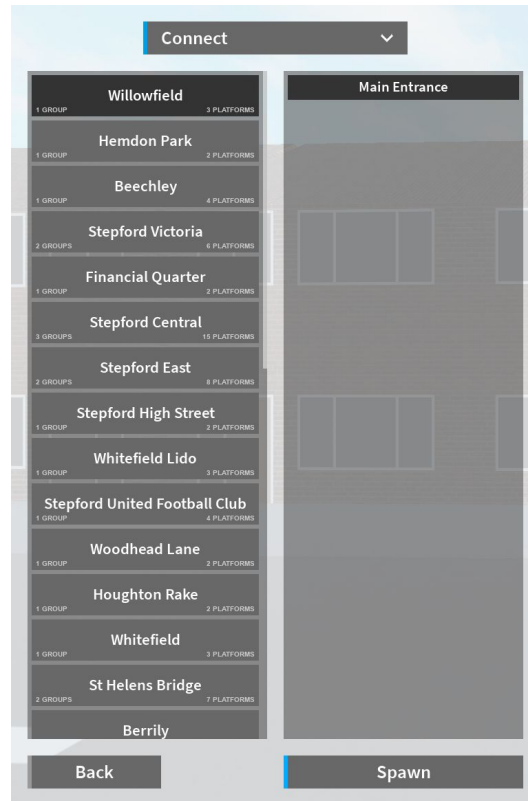 Connect
Willowfield
1 GROUP 3 PLATFORMS
Hemdon Park
1 GROUP 2 PLATFORMS
Beechley
1 GROUP 4 PLATFORMS
Stepford Victoria
2 GROUPS 6 PLATFORMS
Financial Quarter
1 GROUP 2 PLATFORMS
Stepford Central
3 GROUPS 15 PLATFORMS
Stepford East
2 GROUPS 8 PLATFORMS
Stepford High Street
1 GROUP 2 PLATFORMS
Whitefield Lido
1 GROUP 3 PLATFORMS
Stepford United Football Club
1 GROUP 4 PLATFORMS
Woodhead Lane
1 GROUP 2 PLATFORMS
Houghton Rake
1 GROUP 2 PLATFORMS
Whitefield
1 GROUP 3 PLATFORMS
St Helens Bridge
2 GROUPS 7 PLATFORMS
Berrily
Main Entrance
Back
Spawn